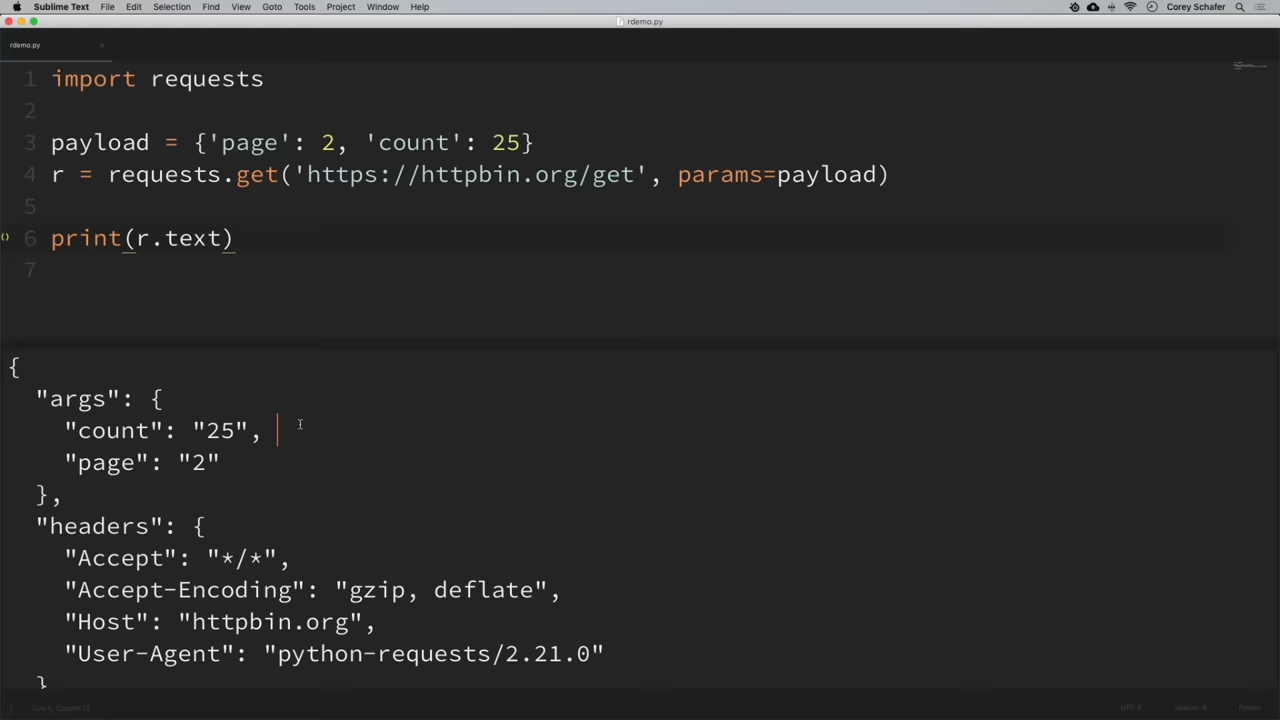 Sublime Text File Edit Selection Find View Goto Tools Project Window Help Corey Schafer
rdemo.py
rdemo.py
1 import requests
2
3 payload = {'page': 2, 'count': 25}
4 r = requests.get('https://httpbin.org/get', params=payload)
5
6 print(r.text)
7
{
"args": {
"count": "25",
"page": "2"
},
"headers": {
"Accept": "*/*",
"Accept-Encoding": "gzip, deflate",
"Host": "httpbin.org",
"User-Agent": "python-requests/2.21.0"
}
UTF-8 Python